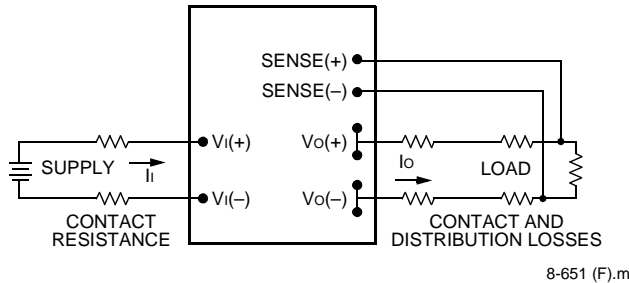 SENSE(+)
SENSE(–)
SUPPLY
II
VI(+)
VO(+)
IO
LOAD
VI(–)
VO(–)
CONTACT
RESISTANCE
CONTACT AND
DISTRIBUTION LOSSES
8-651 (F).m